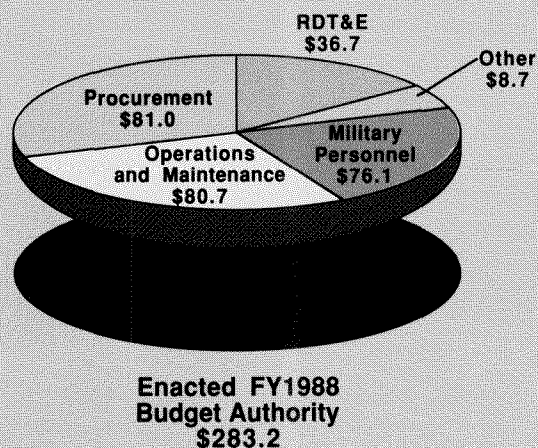 RDT&E
$36.7
Other
$8.7
Procurement
$81.0
Military
Personnel
$76.1
Operations
and Maintenance
$80.7
Enacted FY1988
Budget Authority
$283.2